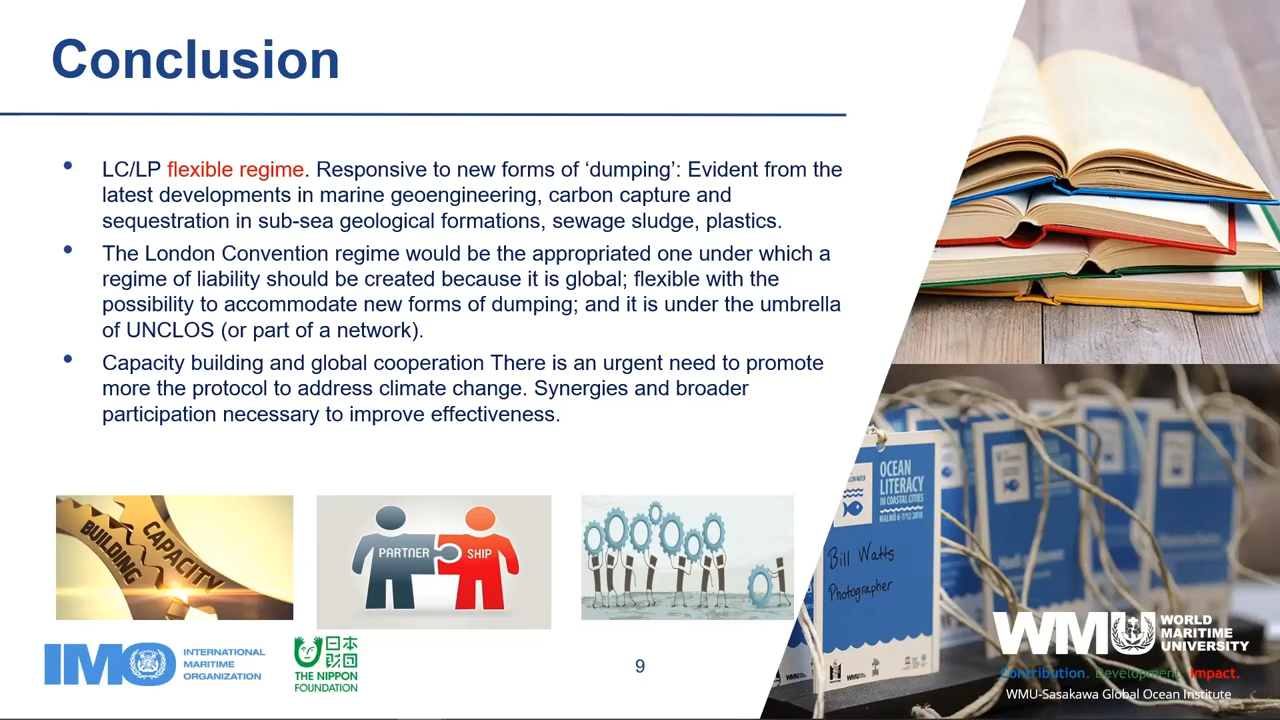 Conclusion
• LC/LP flexible regime. Responsive to new forms of ‘dumping’: Evident from the
latest developments in marine geoengineering, carbon capture and
sequestration in sub-sea geological formations, sewage sludge, plastics.
• The London Convention regime would be the appropriated one under which a
regime of liability should be created because it is global; flexible with the
possibility to accommodate new forms of dumping; and it is under the umbrella
of UNCLOS (or part of a network).
• Capacity building and global cooperation There is an urgent need to promote
more the protocol to address climate change. Synergies and broader
participation necessary to improve effectiveness.
CAPACITY
BUILDING
PARTNER SHIP
OCEAN
LITERACY
IN COASTAL CITIES
MALMÖ 6-7/12 2018
Bill Watts
Photographer
IMO
INTERNATIONAL
MARITIME
ORGANIZATION
日本
財団
THE NIPPON
FOUNDATION
9
WMU
WORLD
MARITIME
UNIVERSITY
Contribution. Development. Impact.
WMU-Sasakawa Global Ocean Institute